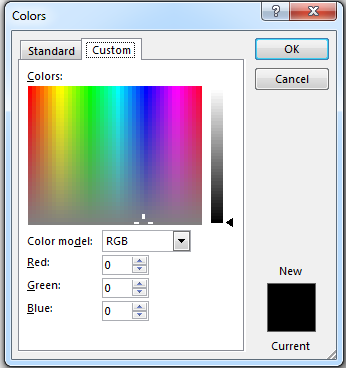 Colors
?
Standard
Custom
OK
Cancel
Colors:
Color model: RGB
Red: 0
Green: 0
Blue: 0
New
Current